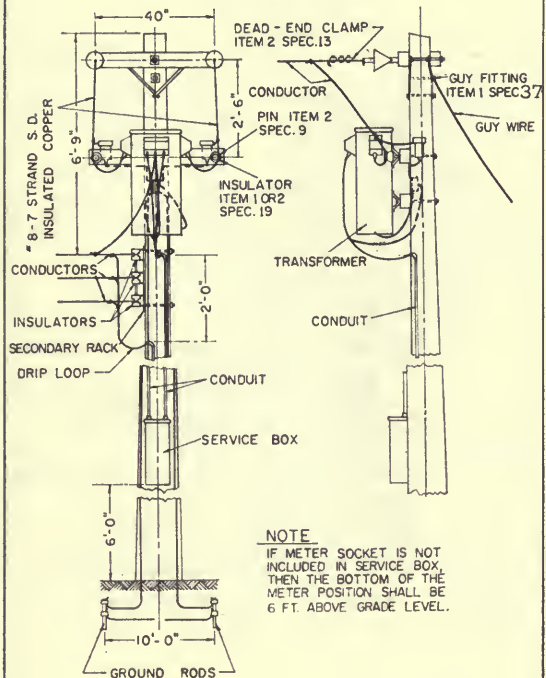 40"
DEAD-END CLAMP
ITEM 2 SPEC.13
CONDUCTOR
GUY FITTING
ITEM 1 SPEC 37
GUY WIRE
6'-9"
2'-6"
PIN ITEM 2
SPEC. 9
# 8-7 STRAND S. D.
INSULATED COPPER
INSULATOR
ITEM 1 OR 2
SPEC. 19
TRANSFORMER
CONDUCTORS
2'-0"
INSULATORS
CONDUIT
SECONDARY RACK
DRIP LOOP
CONDUIT
SERVICE BOX
6'-0"
NOTE
IF METER SOCKET IS NOT
INCLUDED IN SERVICE BOX,
THEN THE BOTTOM OF THE
METER POSITION SHALL BE
6 FT. ABOVE GRADE LEVEL.
10'-0"
GROUND RODS